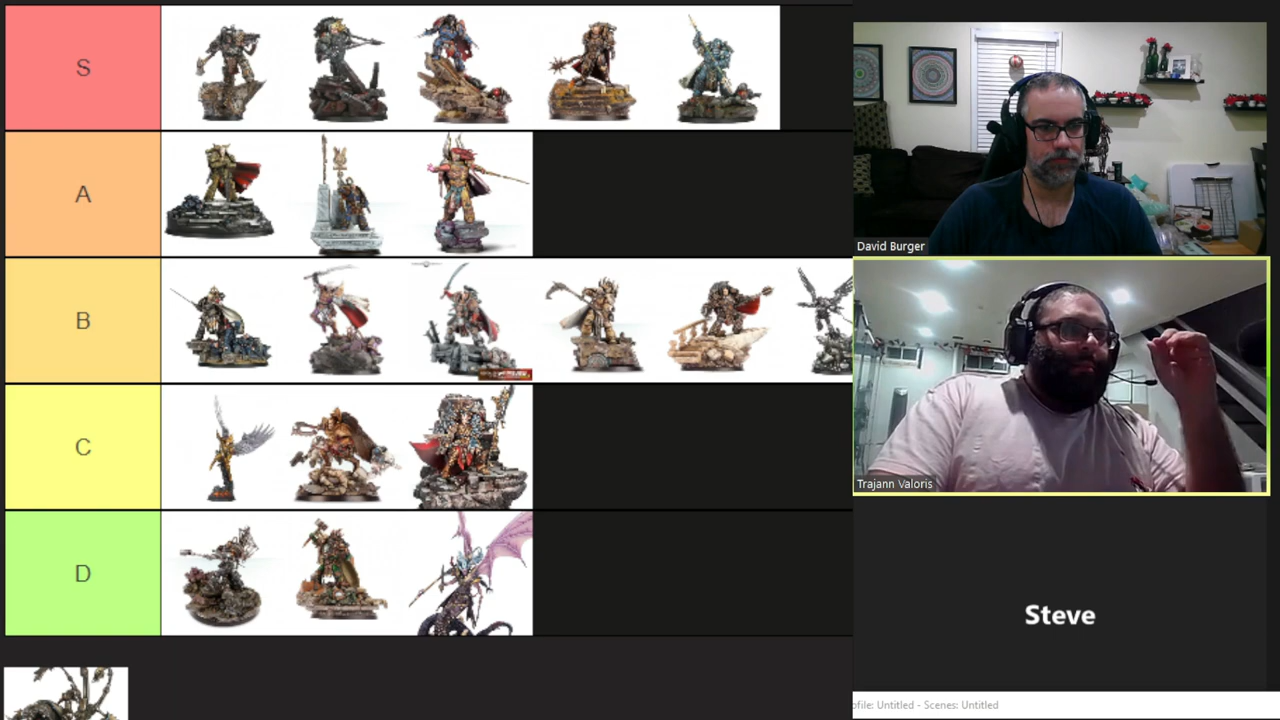 S
A
B
C
D
David Burger
Trajann Valoris
Steve
ofile: Untitled - Scenes: Untitled